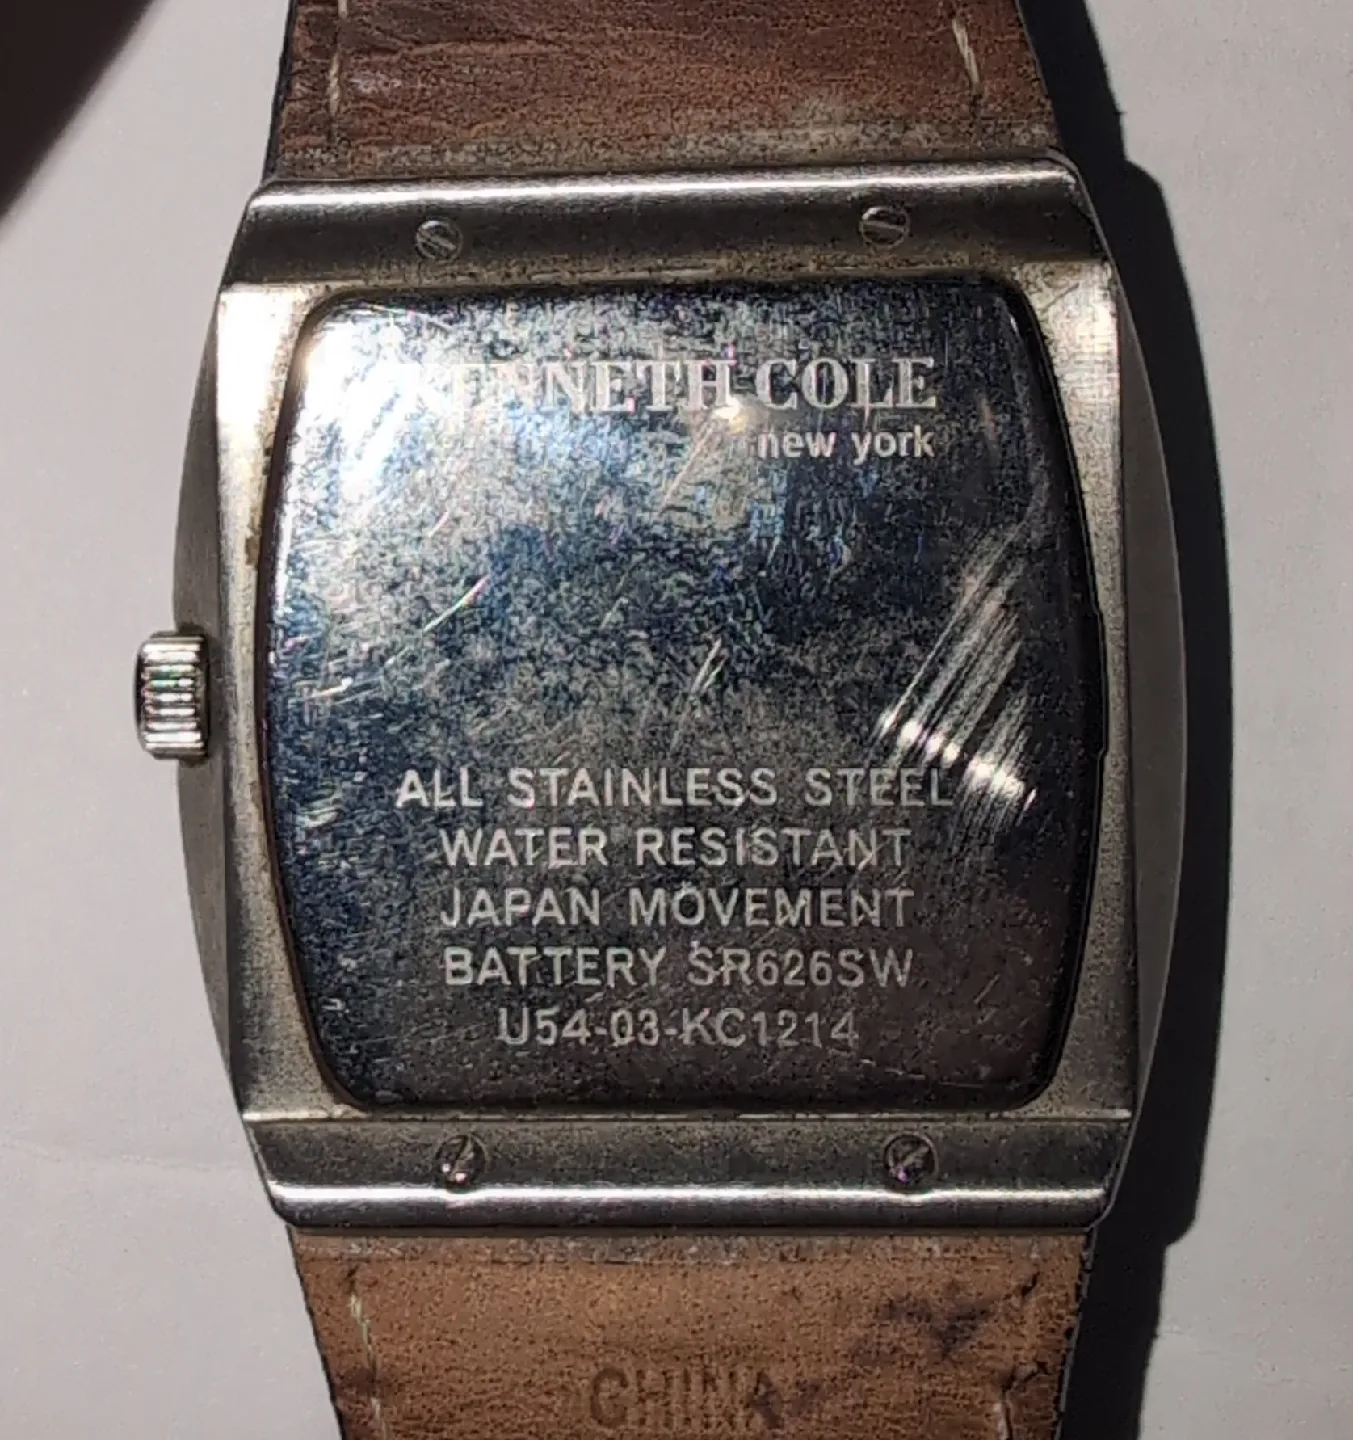 KENNETH COLE
new york
ALL STAINLESS STEEL
WATER RESISTANT
JAPAN MOVEMENT
BATTERY SR626SW
U54-03-KC1214
CHINA